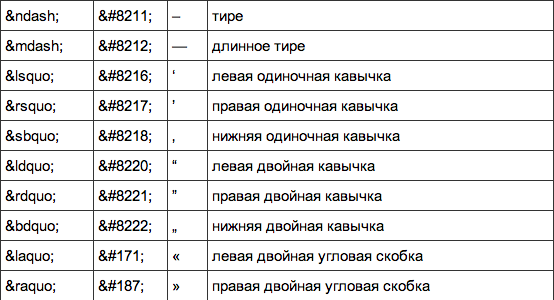 &ndash; &#8211; – тире
&mdash; &#8212; — длинное тире
&lsquo; &#8216; ‘ левая одиночная кавычка
&rsquo; &#8217; ’ правая одиночная кавычка
&sbquo; &#8218; ‚ нижняя одиночная кавычка
&ldquo; &#8220; “ левая двойная кавычка
&rdquo; &#8221; ” правая двойная кавычка
&bdquo; &#8222; „ нижняя двойная кавычка
&laquo; &#171; « левая двойная угловая скобка
&raquo; &#187; » правая двойная угловая скобка